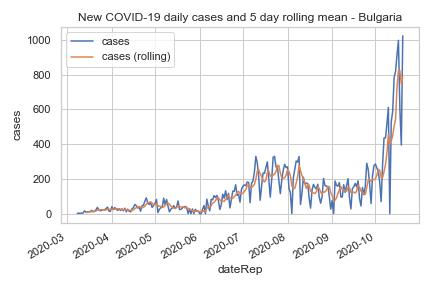 New COVID-19 daily cases and 5 day rolling mean - Bulgaria
cases
cases (rolling)
1000
800
600
400
200
0
cases
2020-03
2020-04
2020-05
2020-06
2020-07
2020-08
2020-09
2020-10
dateRep